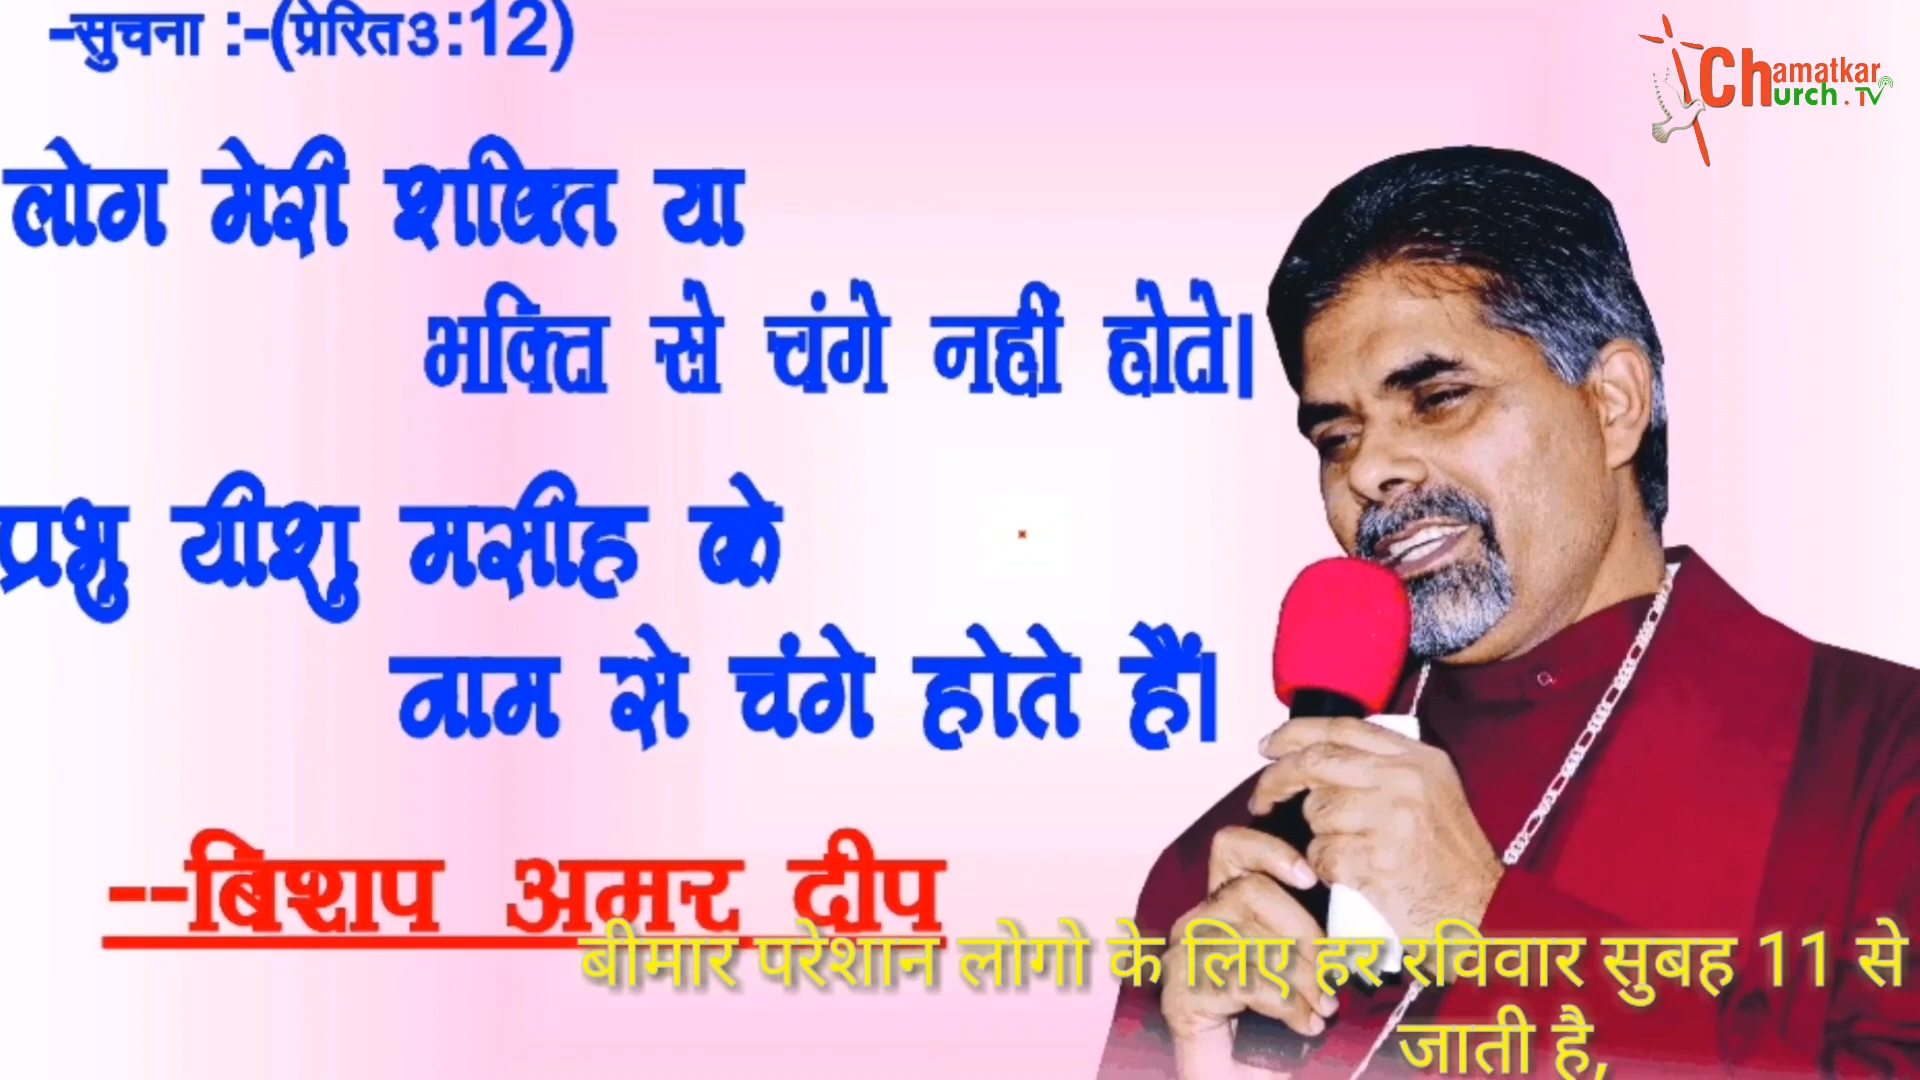 -सुचना :-(प्रेरित3:12)
Chamatkar
Church.TV
लोग मेरी शक्ति या
भक्ति से चंगे नहीं होते।
प्रभु यीशु मसीह के
नाम से चंगे होते हैं।
--बिशप अमर दीप
बीमार परेशान लोगो के लिए हर रविवार सुबह 11 से
जाती है,